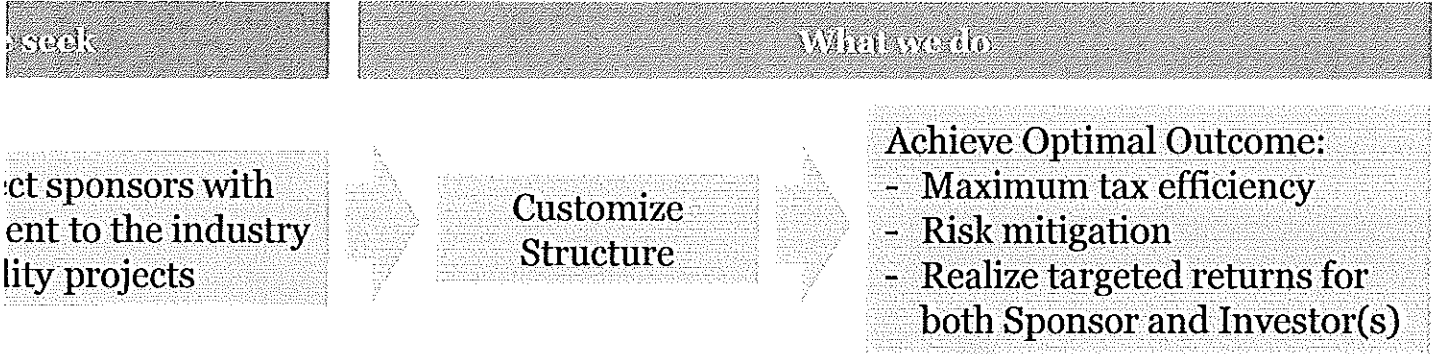 seek
What we do
ct sponsors with
ent to the industry
lity projects
Customize
Structure
Achieve Optimal Outcome:
- Maximum tax efficiency
- Risk mitigation
- Realize targeted returns for
both Sponsor and Investor(s)